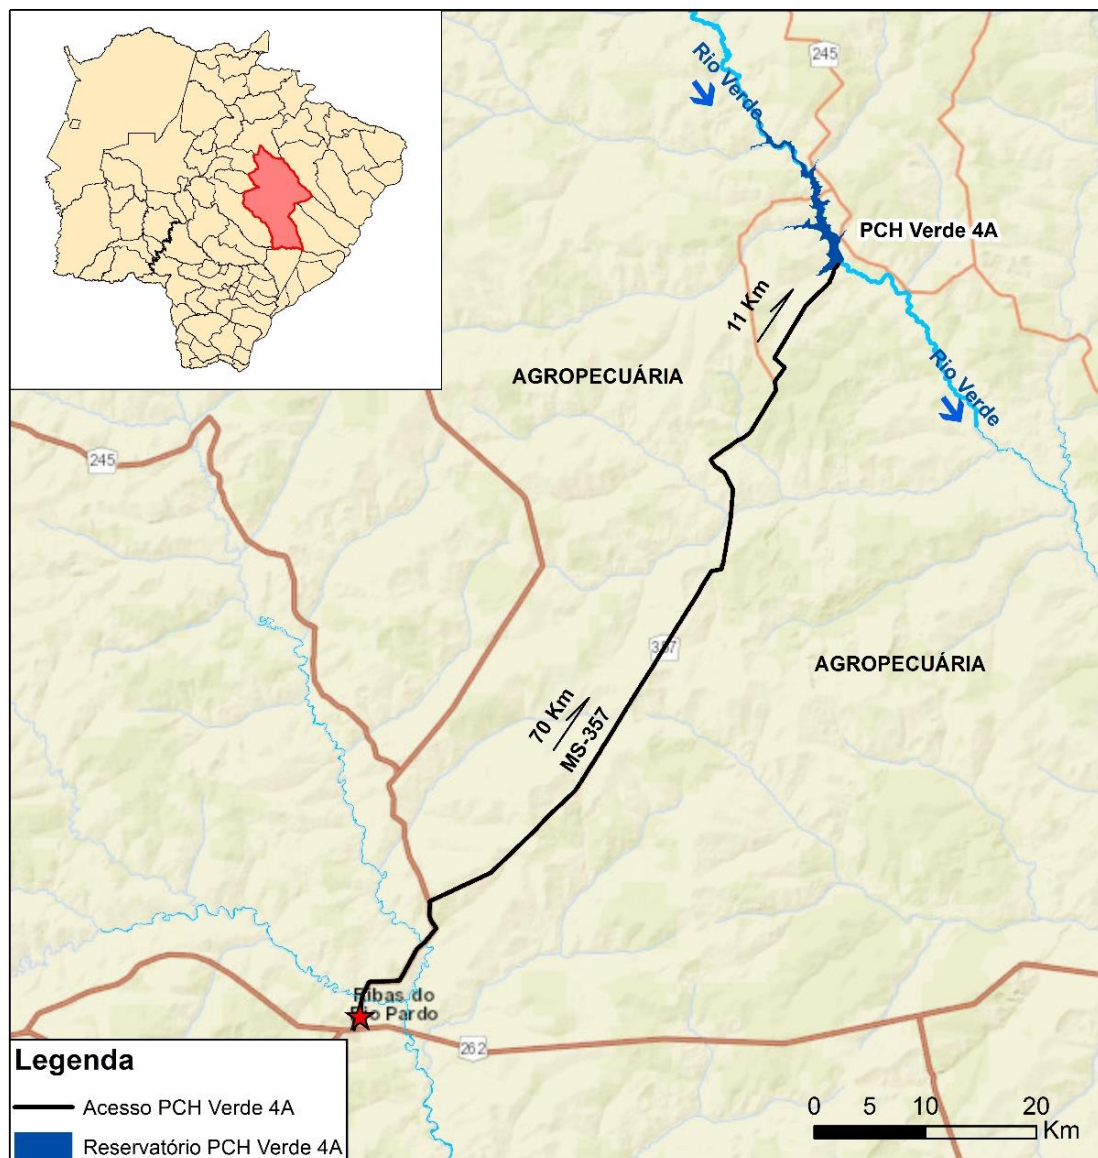 245
Rio Verde
PCH Verde 4A
11 Km
Rio Verde
AGROPECUÁRIA
245
357
AGROPECUÁRIA
70 Km
MS-357
Ribas do
Rio Pardo
262
Legenda
Acesso PCH Verde 4A
Reservatório PCH Verde 4A
0 5 10 20
Km